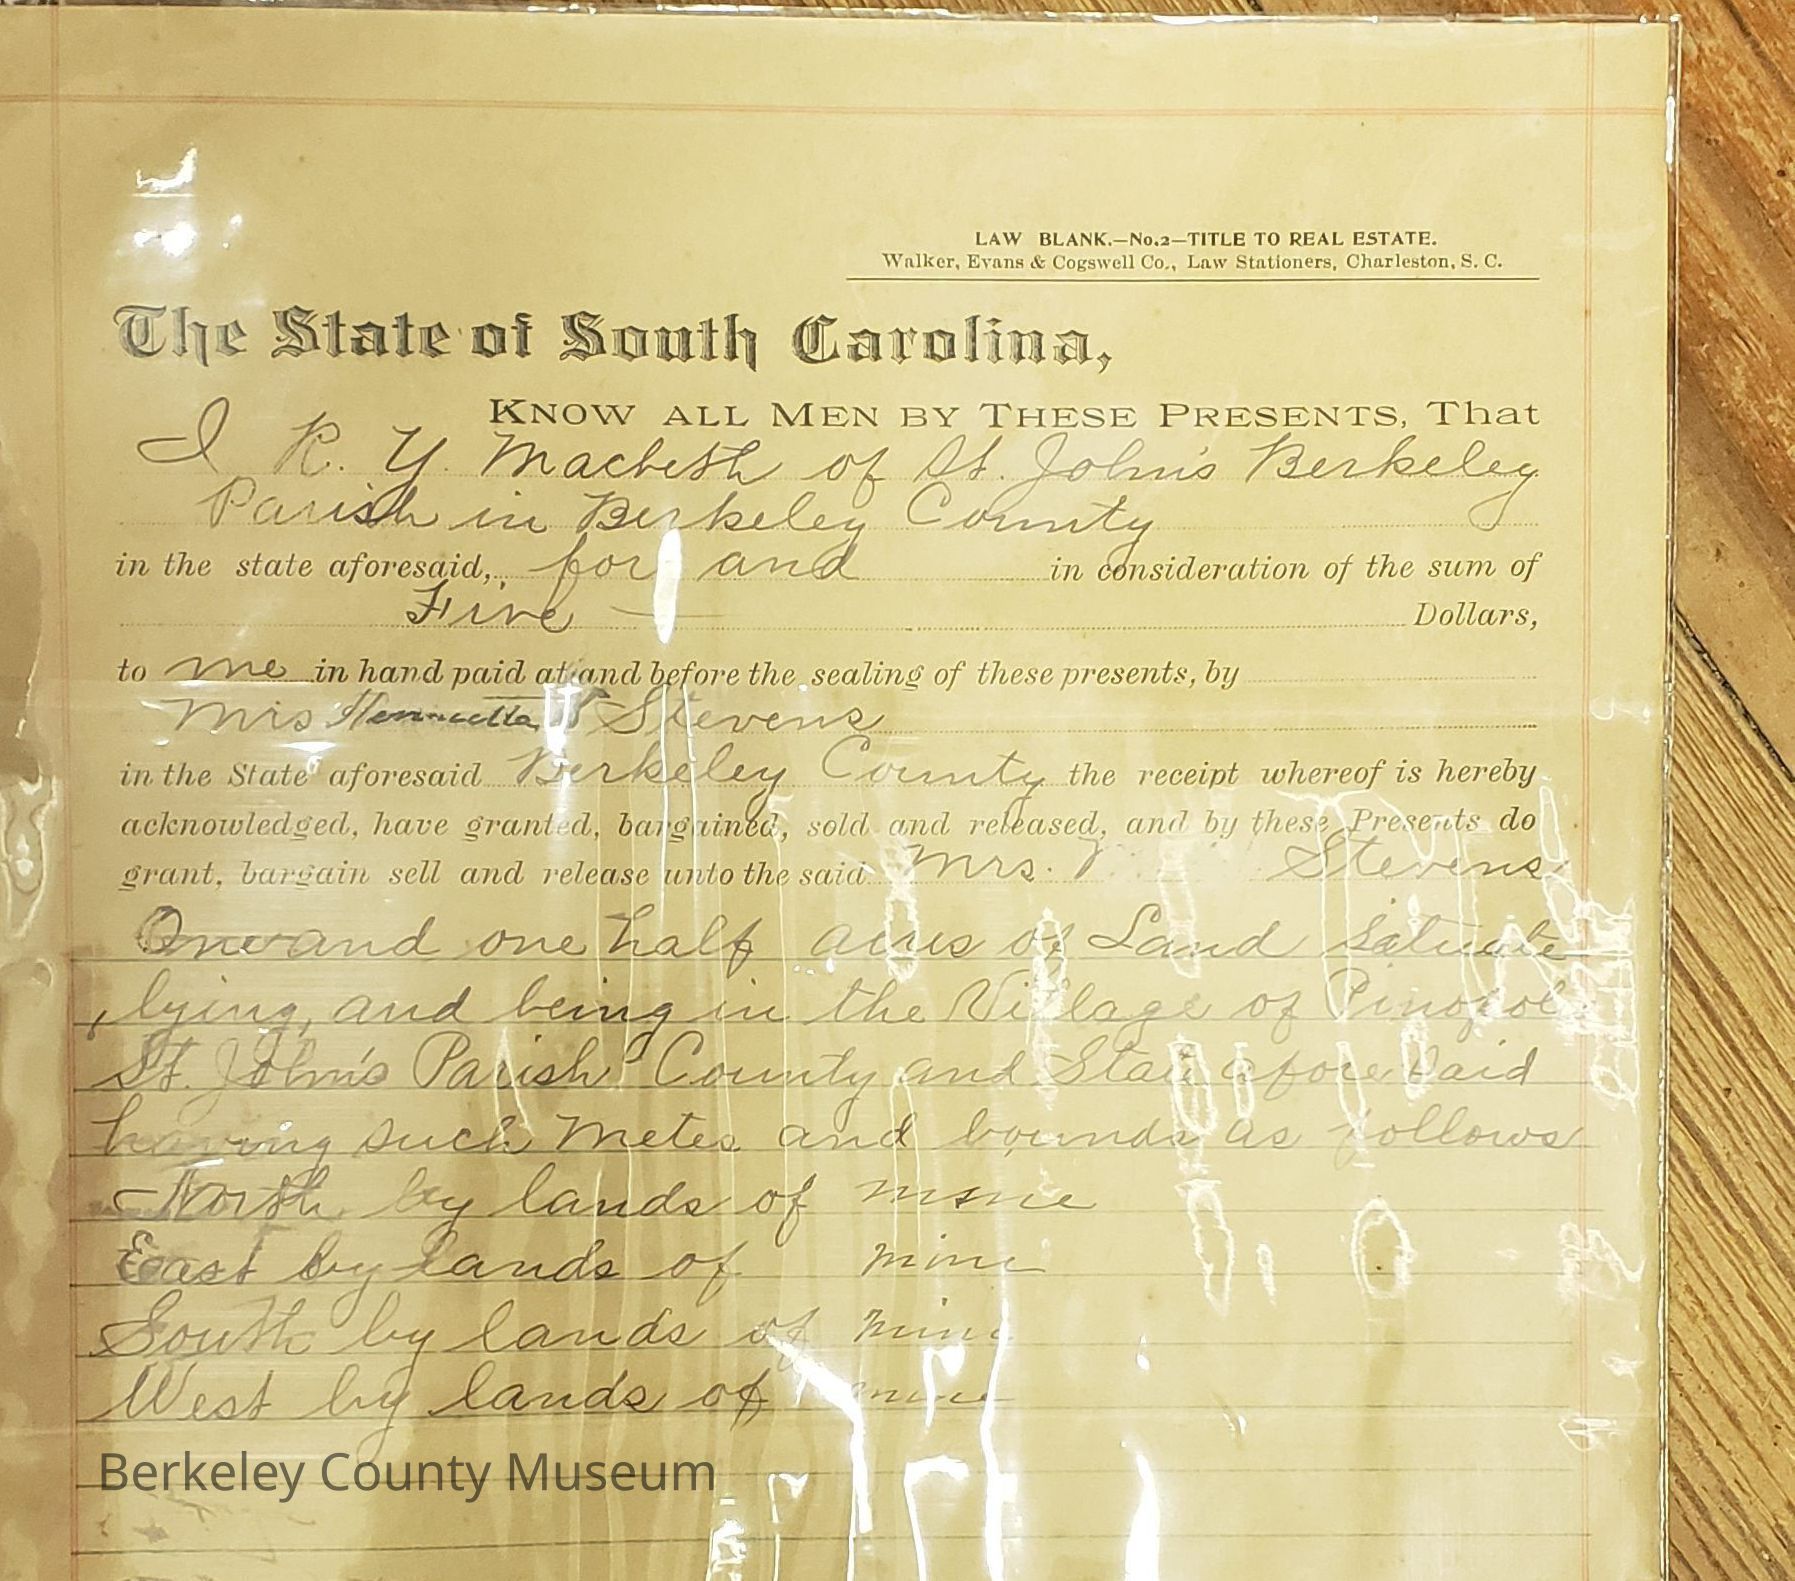 LAW BLANK.—No.2—TITLE TO REAL ESTATE.
Walker, Evans & Cogswell Co., Law Stationers, Charleston, S. C.
The State of South Carolina,
KNOW ALL MEN BY THESE PRESENTS, That
I R. Y. Macbeth of St. John's Berkeley
Parish in Berkeley County
in the state aforesaid, for and in consideration of the sum of
Five — Dollars,
to me in hand paid at and before the sealing of these presents, by
Mrs Henrietta Stevens
in the State aforesaid Berkeley County the receipt whereof is hereby
acknowledged, have granted, bargained, sold and released, and by these Presents do
grant, bargain sell and release unto the said Mrs. Stevens
One and one half acres of Land Situate
, lying, and being in the Village of
St. John's Parish County and State afore Said
having such Metes and bounds as follows
North by lands of mine
East by lands of mine
South by lands of mine
West by lands of mine
Berkeley County Museum